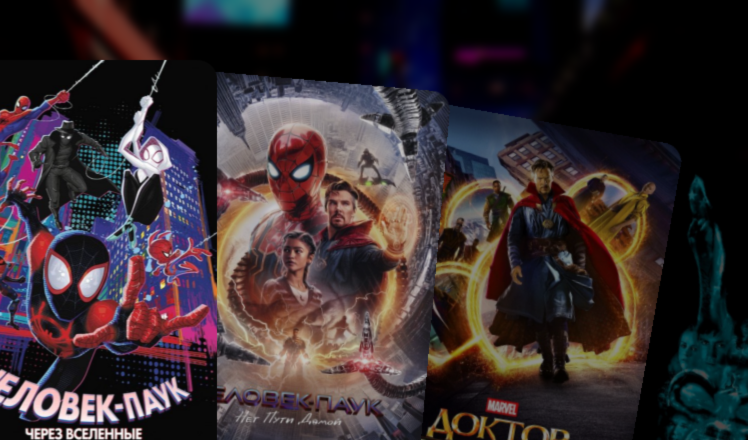 ЕЛОВЕК-ПАУК
ЧЕРЕЗ ВСЕЛЕННЫЕ
ЕЛОВЕК-ПАУК
Нет Пути Домой
MARVEL
ДОКТОР